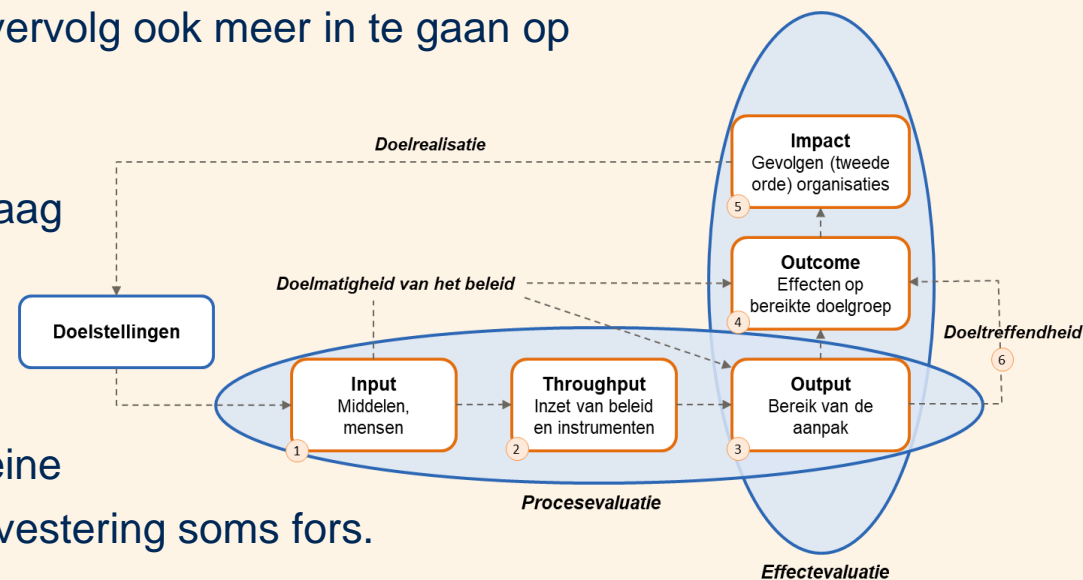 vervolg ook meer in te gaan op
aag
eine
vestering soms fors.
Doelrealisatie
Impact
Gevolgen (tweede
orde) organisaties
5
Outcome
Effecten op
bereikte doelgroep
4
Doelmatigheid van het beleid
Doelstellingen
Doeltreffendheid
6
Input
Middelen,
mensen
1
Throughput
Inzet van beleid
en instrumenten
2
Output
Bereik van de
aanpak
3
Procesevaluatie
Effectevaluatie